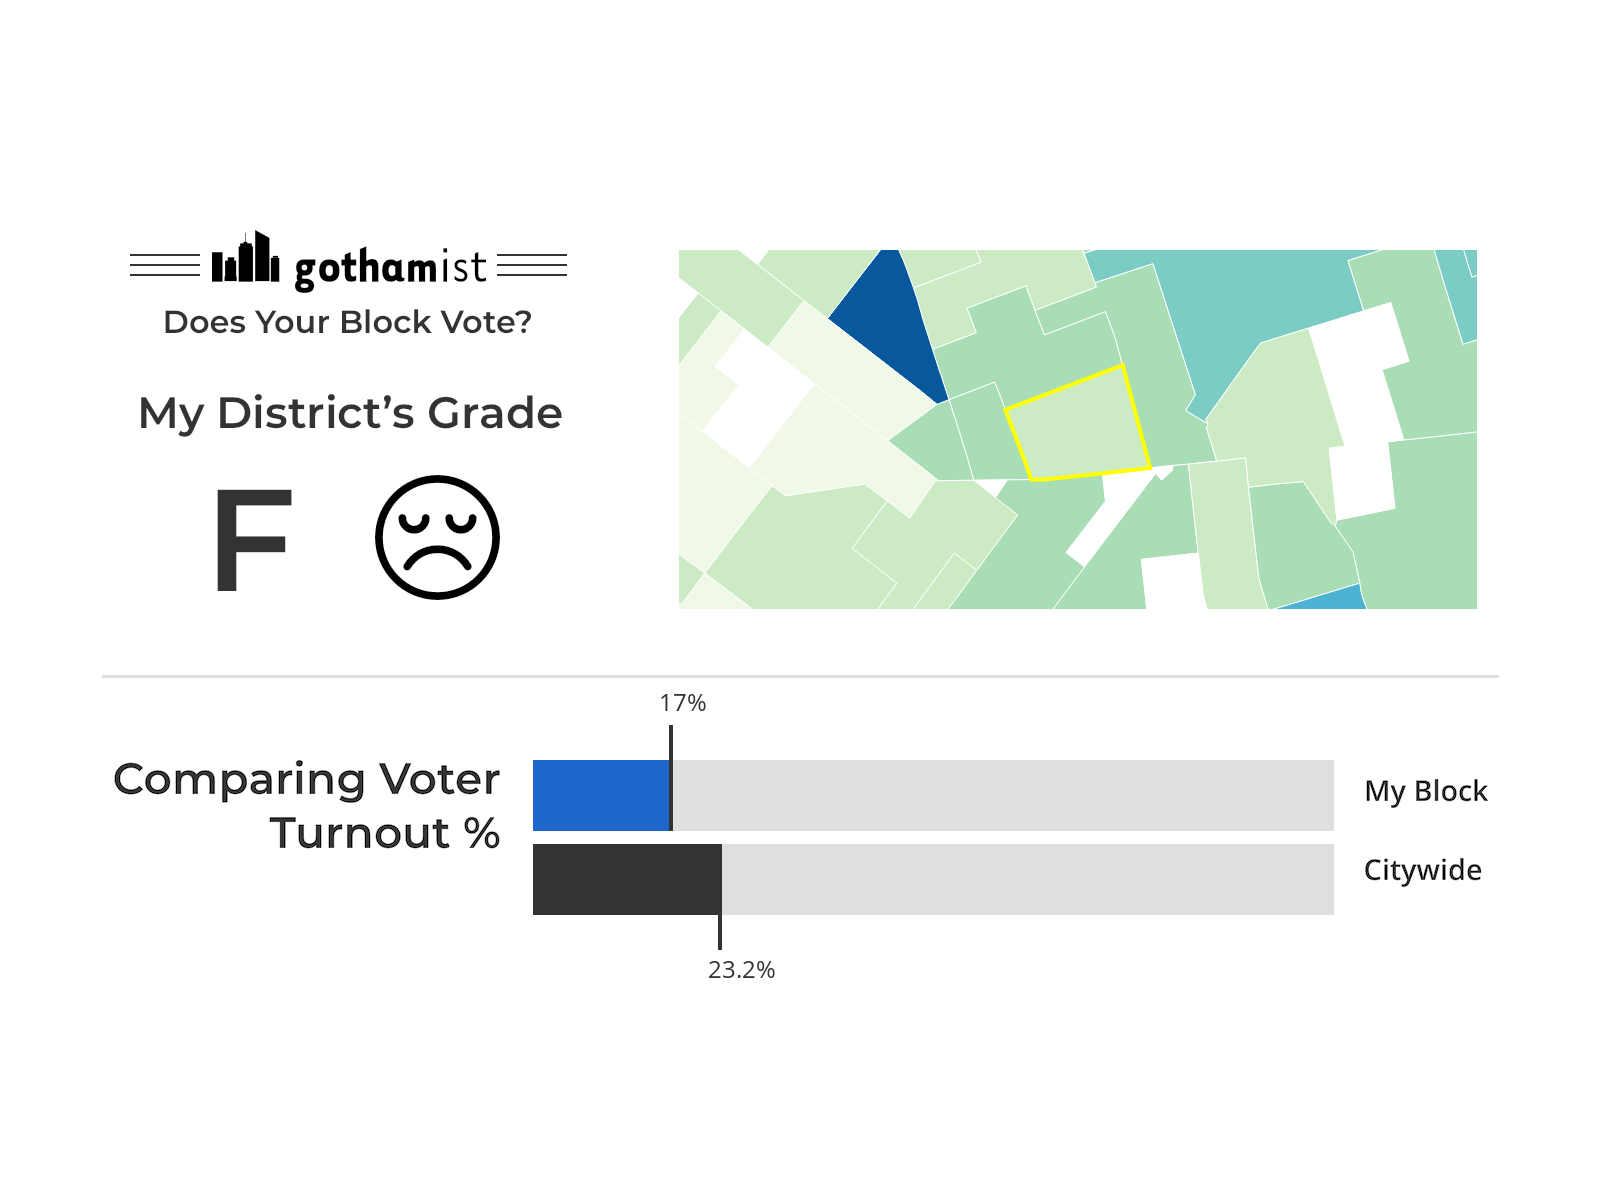 gothamist
Does Your Block Vote?
My District's Grade
F
17%
Comparing Voter
Turnout %
My Block
Citywide
23.2%